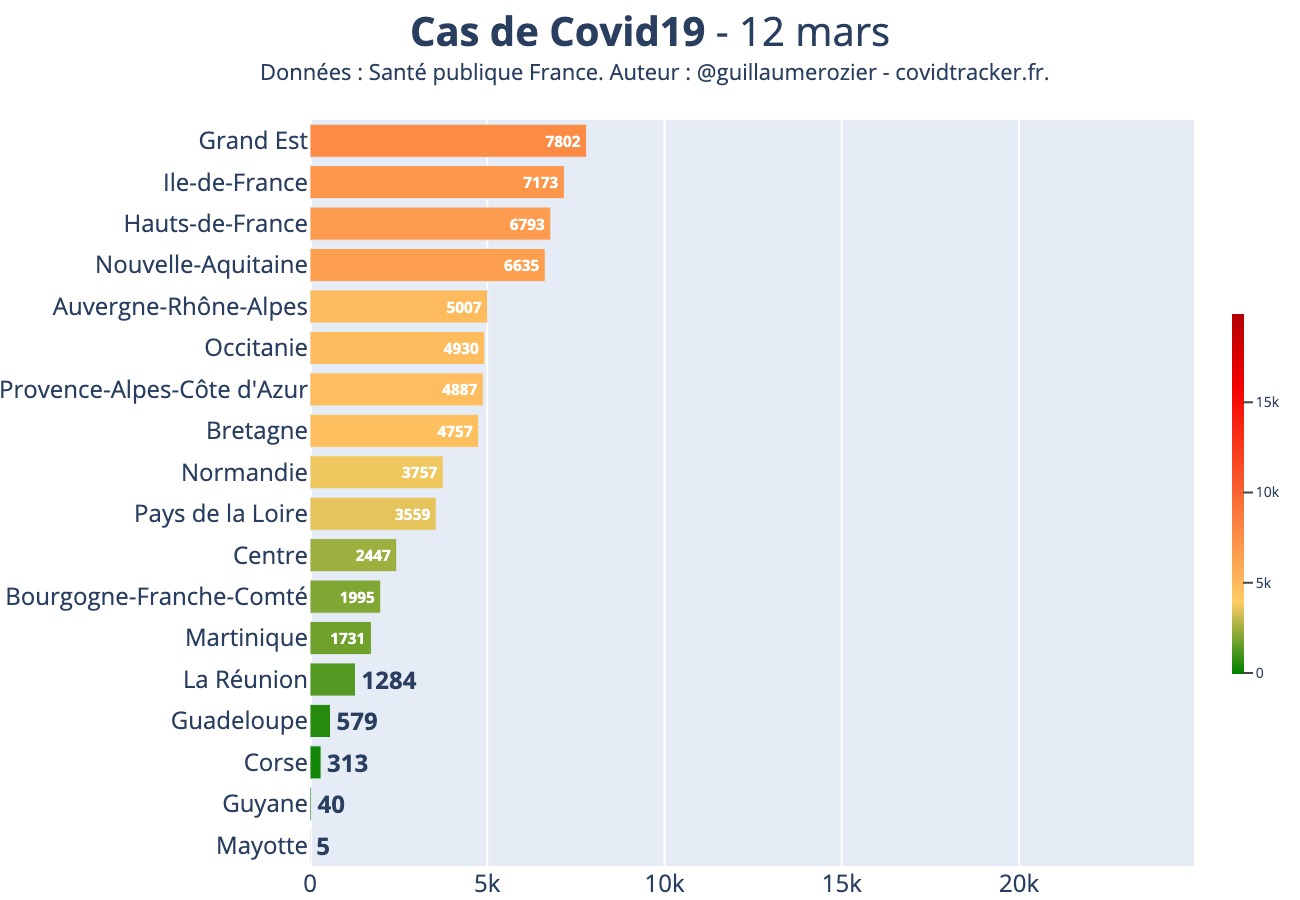 Cas de Covid19 - 12 mars
Données : Santé publique France. Auteur : @guillaumerozier - covidtracker.fr.
Grand Est 7802
Ile-de-France 7173
Hauts-de-France 6793
Nouvelle-Aquitaine 6635
Auvergne-Rhône-Alpes 5007
Occitanie 4930
Provence-Alpes-Côte d'Azur 4887
Bretagne 4757
Normandie 3757
Pays de la Loire 3559
Centre 2447
Bourgogne-Franche-Comté 1995
Martinique 1731
La Réunion 1284
Guadeloupe 579
Corse 313
Guyane 40
Mayotte 5
0 5k 10k 15k 20k
15k
10k
5k
0